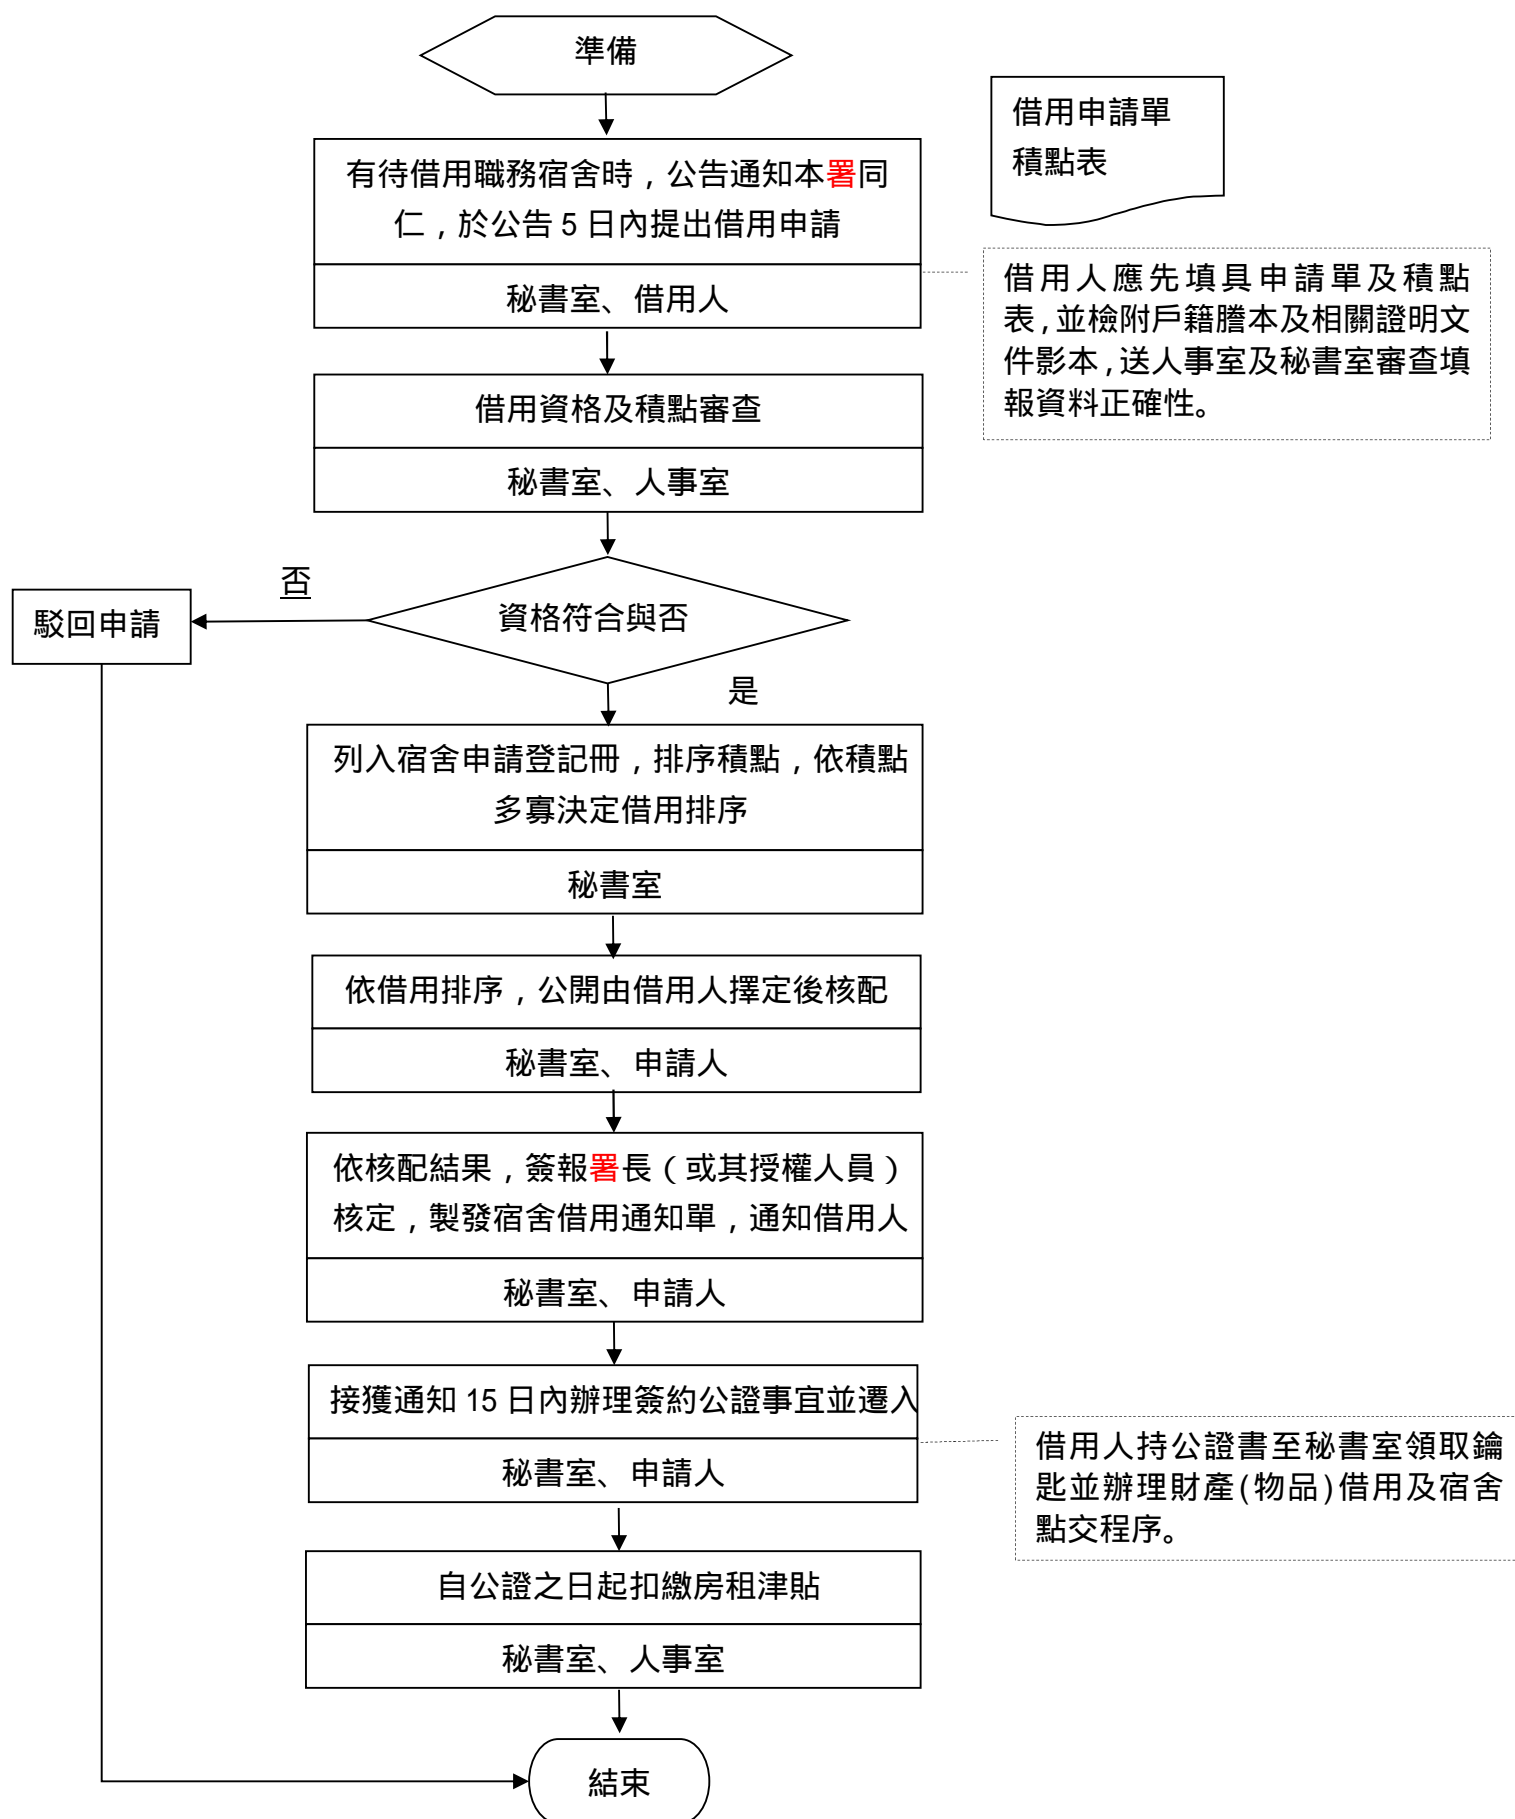 準備
借用申請單
積點表
有待借用職務宿舍時，公告通知本署同
仁，於公告 5 日內提出借用申請
秘書室、借用人
借用人應先填具申請單及積點
表,並檢附戶籍謄本及相關證明文
件影本,送人事室及秘書室審查填
報資料正確性。
借用資格及積點審查
秘書室、人事室
資格符合與否
否
駁回申請
是
列入宿舍申請登記冊，排序積點，依積點
多寡決定借用排序
秘書室
依借用排序，公開由借用人擇定後核配
秘書室、申請人
依核配結果，簽報署長（或其授權人員）
核定，製發宿舍借用通知單，通知借用人
秘書室、申請人
接獲通知 15 日內辦理簽約公證事宜並遷入
秘書室、申請人
借用人持公證書至秘書室領取鑰
匙並辦理財產(物品)借用及宿舍
點交程序。
自公證之日起扣繳房租津貼
秘書室、人事室
結束